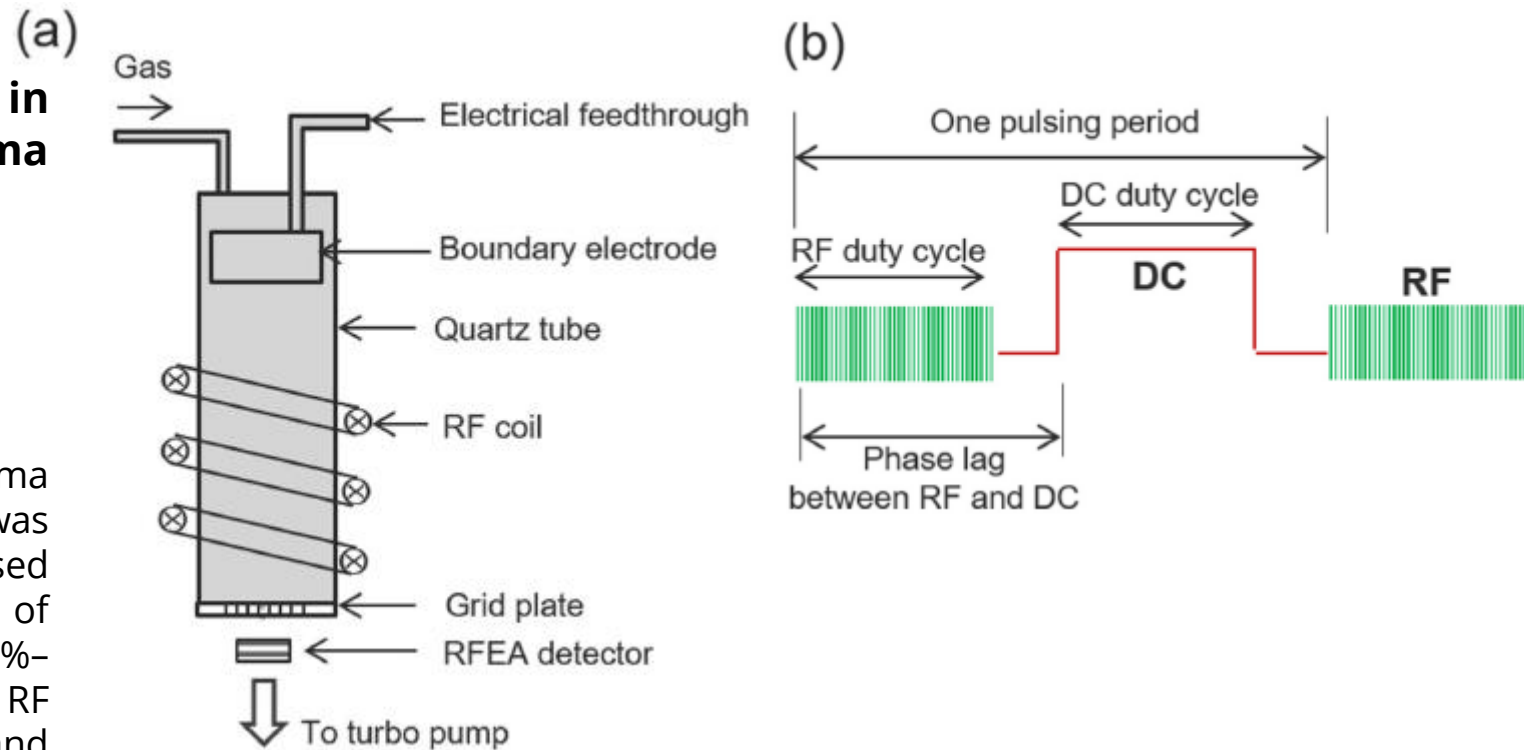 (a)
in
ma
ma
was
sed
of
%–
RF
and
Gas
Electrical feedthrough
Boundary electrode
Quartz tube
RF coil
Grid plate
RFEA detector
To turbo pump
(b)
One pulsing period
DC duty cycle
RF duty cycle
DC
RF
Phase lag
between RF and DC